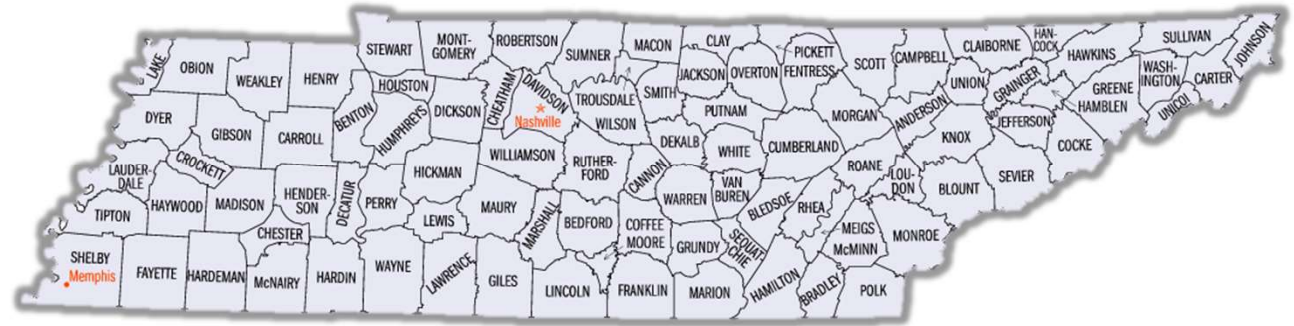 LAKE
OBION
WEAKLEY
HENRY
STEWART
MONT-
GOMERY
ROBERTSON
SUMNER
MACON
CLAY
PICKETT
SCOTT
CAMPBELL
CLAIBORNE
HAN-
COCK
HAWKINS
SULLIVAN
JOHNSON
HOUSTON
CHEATHAM
DAVIDSON
Nashville
TROUSDALE
SMITH
JACKSON
OVERTON
FENTRESS
UNION
GRAINGER
WASH-
INGTON
CARTER
GREENE
HAMBLEN
UNICOI
DYER
GIBSON
CARROLL
BENTON
HUMPHREYS
DICKSON
WILSON
PUTNAM
MORGAN
ANDERSON
KNOX
JEFFERSON
COCKE
LAUDER-
DALE
CROCKETT
WILLIAMSON
RUTHER-
FORD
CANNON
DEKALB
WHITE
CUMBERLAND
ROANE
LOU-
DON
BLOUNT
SEVIER
TIPTON
HAYWOOD
MADISON
HENDER-
SON
DECATUR
PERRY
HICKMAN
LEWIS
MAURY
MARSHALL
BEDFORD
COFFEE
MOORE
WARREN
VAN
BUREN
BLEDSOE
RHEA
MEIGS
McMINN
MONROE
SHELBY
Memphis
FAYETTE
HARDEMAN
CHESTER
McNAIRY
HARDIN
WAYNE
LAWRENCE
GILES
LINCOLN
FRANKLIN
GRUNDY
SEQUAT-
CHIE
MARION
HAMILTON
BRADLEY
POLK